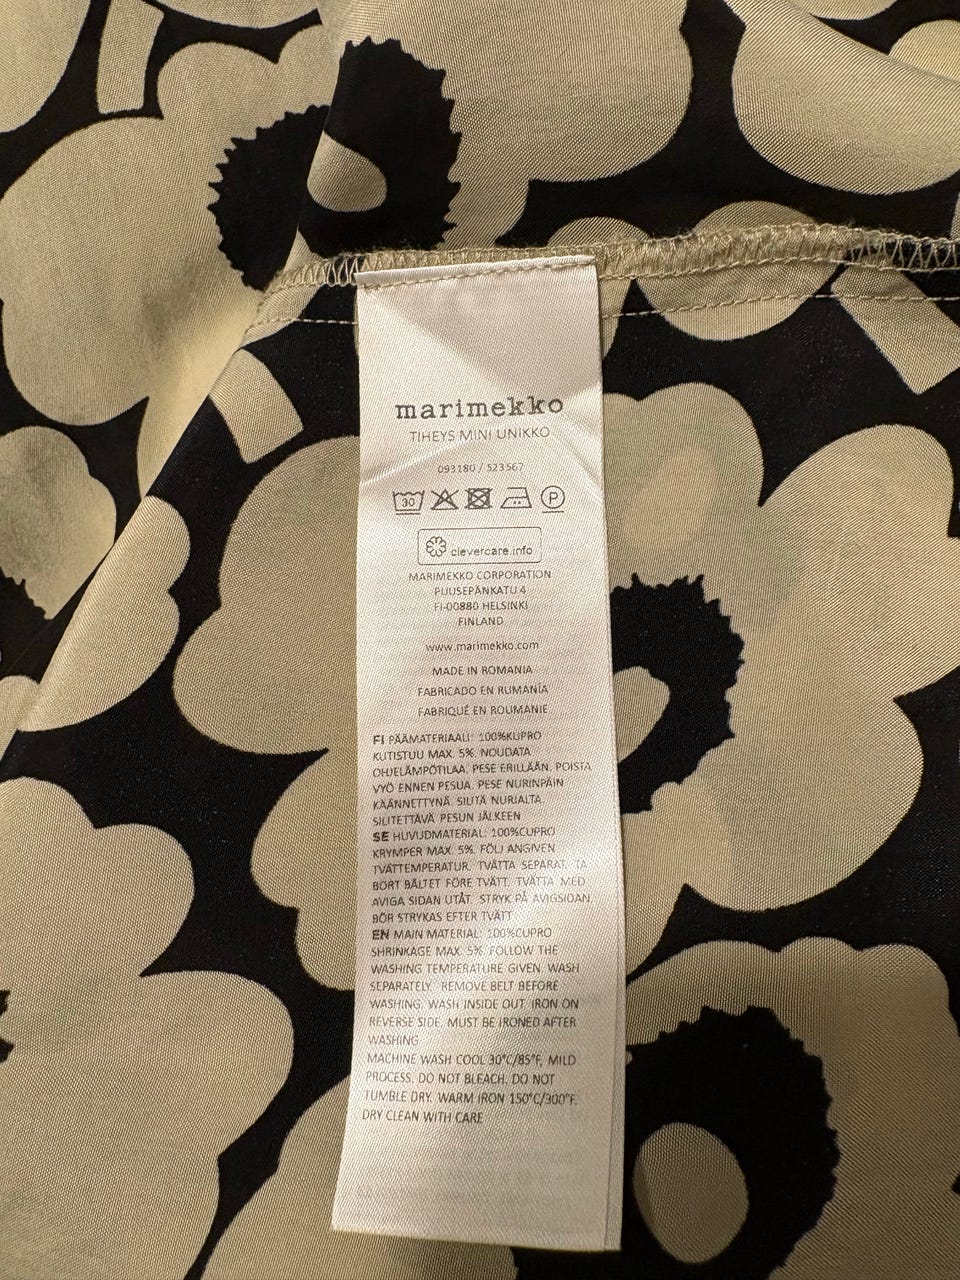 marimekko
TIHEYS MINI UNIKKO
093180 / 523567
30 P
clevercare.info
MARIMEKKO CORPORATION
PUUSEPÄNKATU 4
FI-00880 HELSINKI
FINLAND
www.marimekko.com
MADE IN ROMANIA
FABRICADO EN RUMANÍA
FABRIQUÉ EN ROUMANIE
FI PÄÄMATERIAALI: 100%KUPRO
KUTISTUU MAX. 5%. NOUDATA
OHJELÄMPÖTILAA. PESE ERILLÄÄN. POISTA
VYÖ ENNEN PESUA. PESE NURINPÄIN
KÄÄNNETTYNÄ. SILITÄ NURJALTA.
SILITETTÄVÄ PESUN JÄLKEEN
SE HUVUDMATERIAL: 100%CUPRO
KRYMPER MAX. 5%. FÖLJ ANGIVEN
TVÄTTEMPERATUR. TVÄTTA SEPARAT. TA
BORT BÄLTET FÖRE TVÄTT. TVÄTTA MED
AVIGA SIDAN UTÅT. STRYK PÅ AVIGSIDAN.
BÖR STRYKAS EFTER TVÄTT
EN MAIN MATERIAL: 100%CUPRO
SHRINKAGE MAX. 5%. FOLLOW THE
WASHING TEMPERATURE GIVEN. WASH
SEPARATELY. REMOVE BELT BEFORE
WASHING. WASH INSIDE OUT. IRON ON
REVERSE SIDE. MUST BE IRONED AFTER
WASHING
MACHINE WASH COOL 30°C/85°F, MILD
PROCESS. DO NOT BLEACH. DO NOT
TUMBLE DRY. WARM IRON 150°C/300°F.
DRY CLEAN WITH CARE